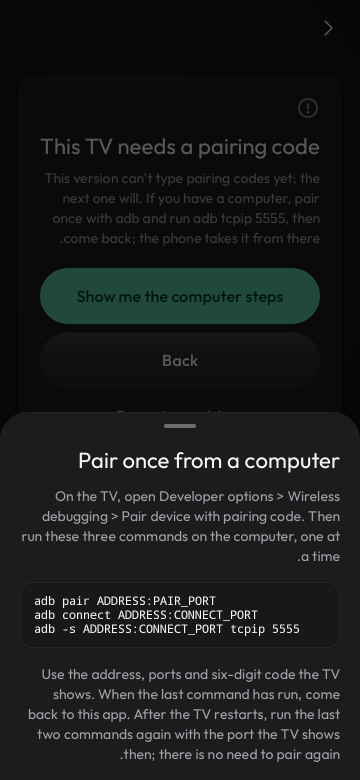 This TV needs a pairing code
This version can't type pairing codes yet; the
next one will. If you have a computer, pair
once with adb and run adb tcpip 5555, then
.come back; the phone takes it from there
Show me the computer steps
Back
Pair once from a computer
On the TV, open Developer options > Wireless
debugging > Pair device with pairing code. Then
run these three commands on the computer, one at
.a time
adb pair ADDRESS:PAIR_PORT
adb connect ADDRESS:CONNECT_PORT
adb -s ADDRESS:CONNECT_PORT tcpip 5555
Use the address, ports and six-digit code the TV
shows. When the last command has run, come
back to this app. After the TV restarts, run the last
two commands again with the port the TV shows
.then; there is no need to pair again